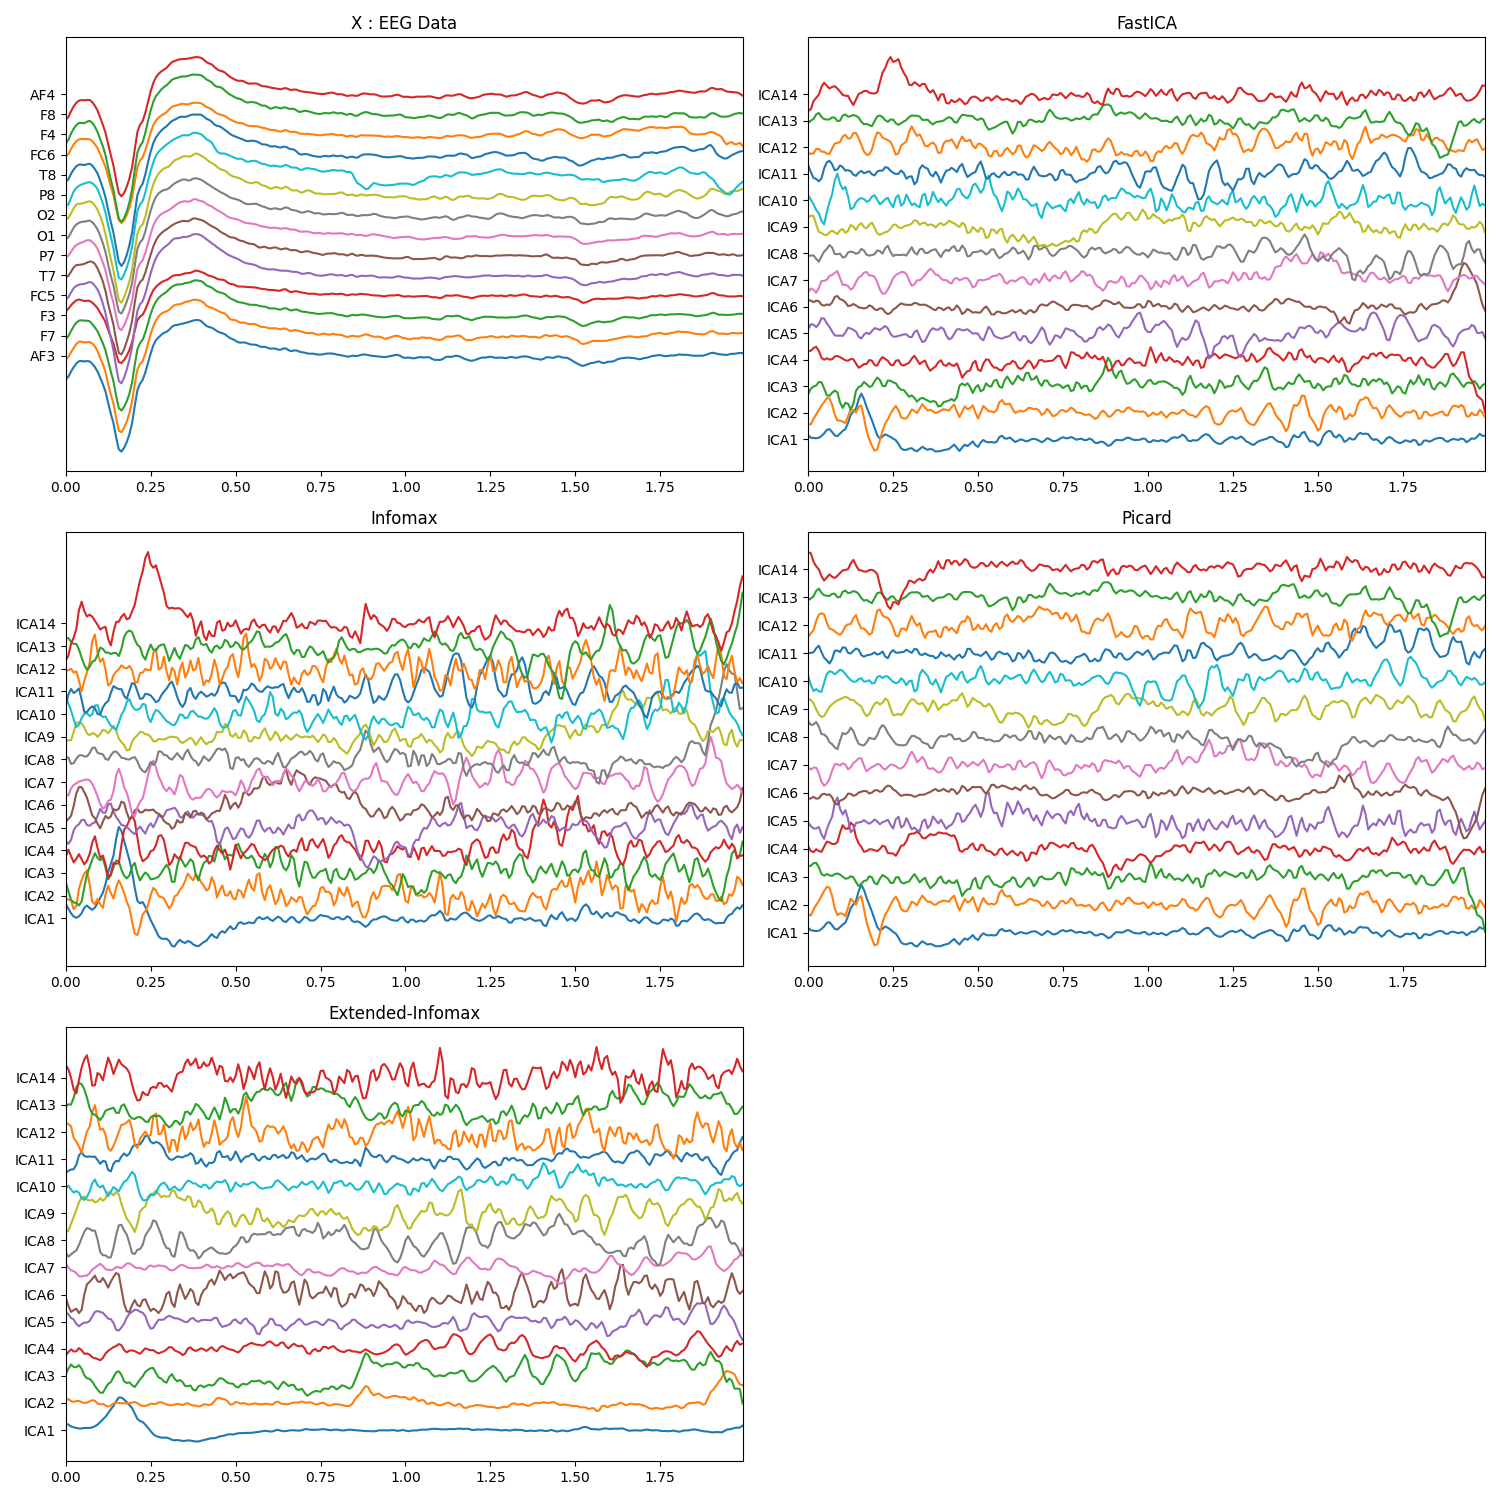 X : EEG Data
AF4
F8
F4
FC6
T8
P8
O2
O1
P7
T7
FC5
F3
F7
AF3
0.00 0.25 0.50 0.75 1.00 1.25 1.50 1.75
FastICA
ICA14
ICA13
ICA12
ICA11
ICA10
ICA9
ICA8
ICA7
ICA6
ICA5
ICA4
ICA3
ICA2
ICA1
0.00 0.25 0.50 0.75 1.00 1.25 1.50 1.75
Infomax
ICA14
ICA13
ICA12
ICA11
ICA10
ICA9
ICA8
ICA7
ICA6
ICA5
ICA4
ICA3
ICA2
ICA1
0.00 0.25 0.50 0.75 1.00 1.25 1.50 1.75
Picard
ICA14
ICA13
ICA12
ICA11
ICA10
ICA9
ICA8
ICA7
ICA6
ICA5
ICA4
ICA3
ICA2
ICA1
0.00 0.25 0.50 0.75 1.00 1.25 1.50 1.75
Extended-Infomax
ICA14
ICA13
ICA12
ICA11
ICA10
ICA9
ICA8
ICA7
ICA6
ICA5
ICA4
ICA3
ICA2
ICA1
0.00 0.25 0.50 0.75 1.00 1.25 1.50 1.75